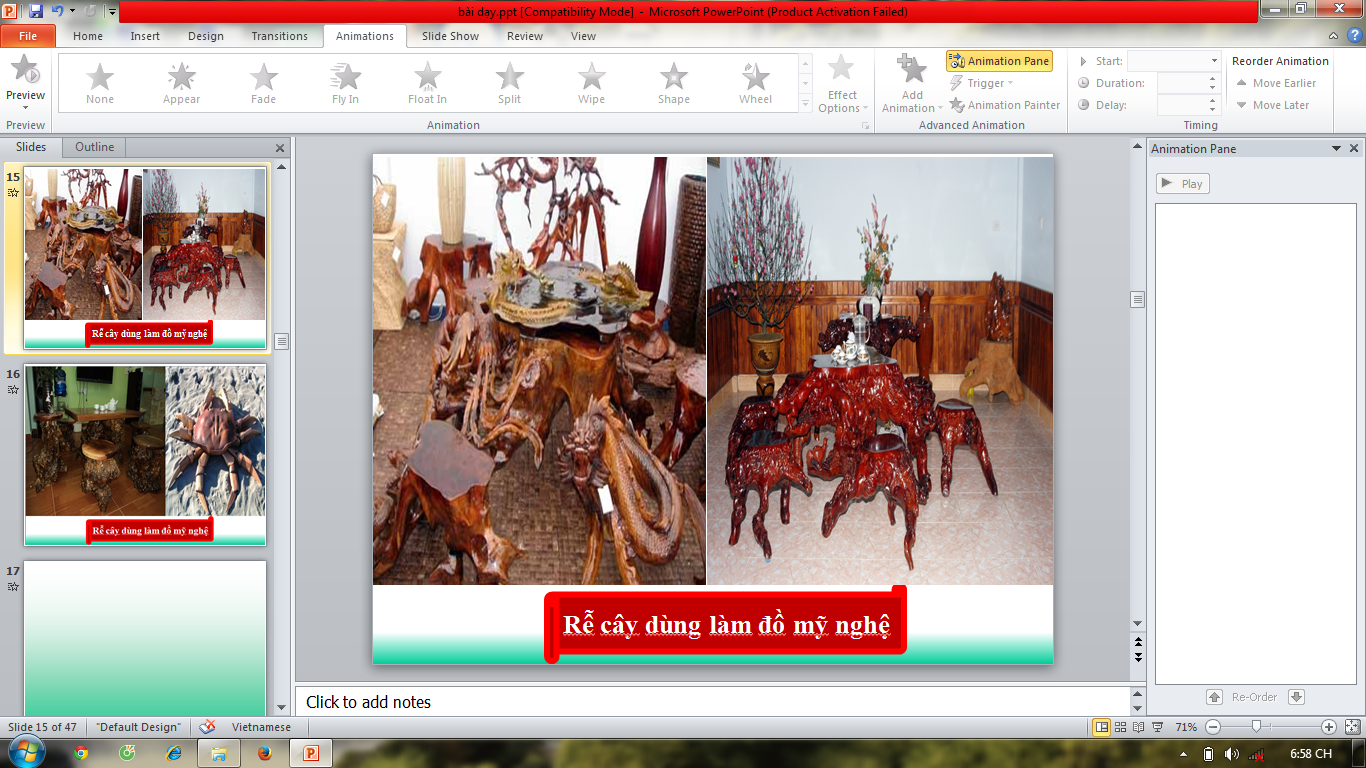 bài day.ppt [Compatibility Mode] - Microsoft PowerPoint (Product Activation Failed)
File Home Insert Design Transitions Animations Slide Show Review View
Preview
None Appear Fade Fly In Float In Split Wipe Shape Wheel
Effect Options
Add Animation
Animation Pane
Trigger
Animation Painter
Start:
Duration:
Delay:
Reorder Animation
Move Earlier
Move Later
Preview Animation Advanced Animation Timing
Slides Outline
15
Rễ cây dùng làm đồ mỹ nghệ
16
Rễ cây dùng làm đồ mỹ nghệ
17
Rễ cây dùng làm đồ mỹ nghệ
Click to add notes
Animation Pane
Play
Re-Order
Slide 15 of 47 "Default Design" Vietnamese 71%
6:58 CH